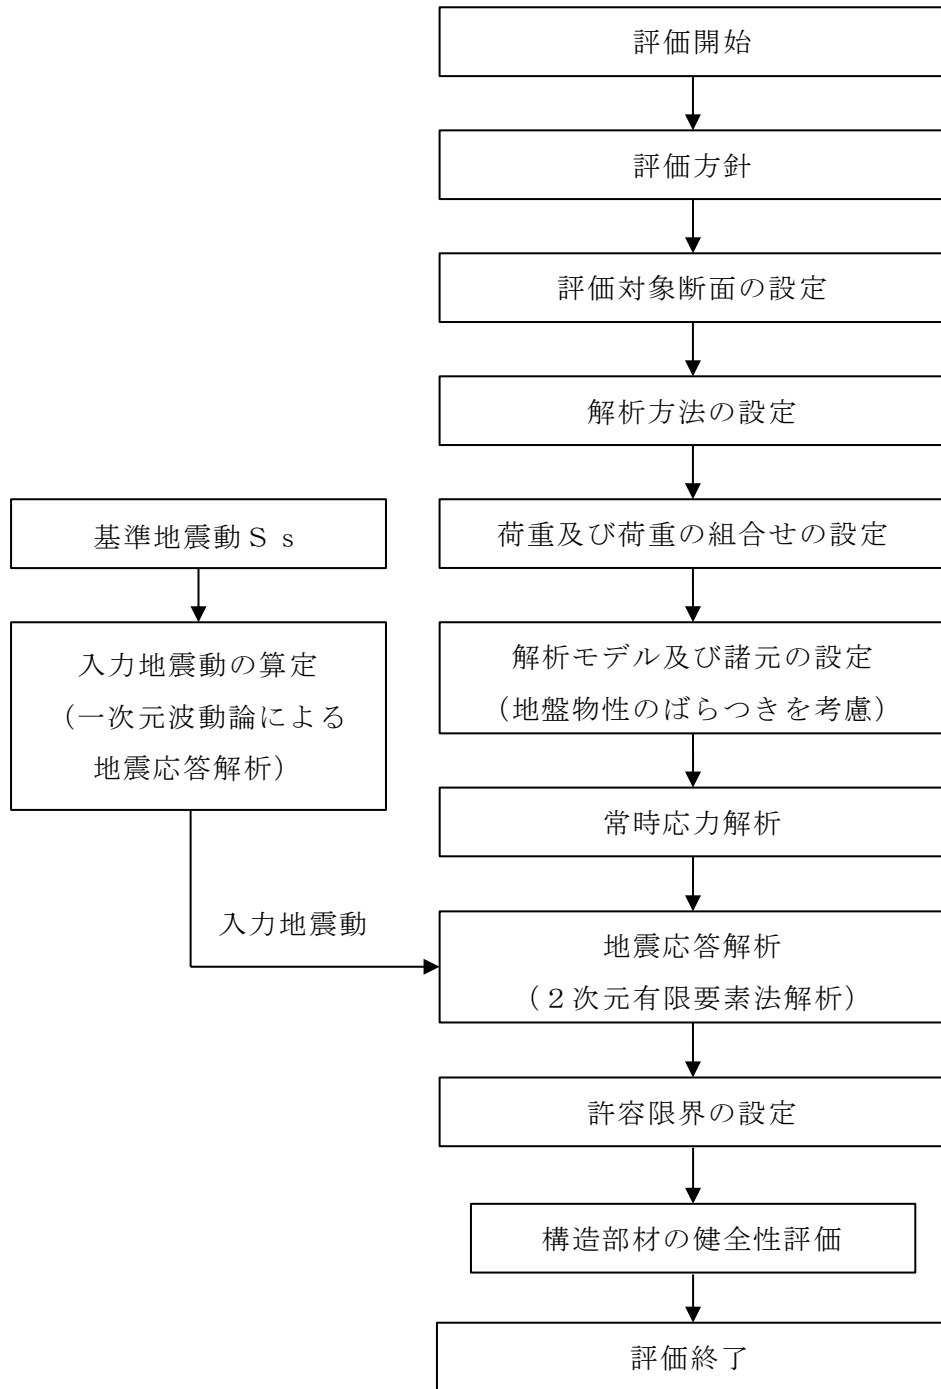 評価開始
評価方針
評価対象断面の設定
解析方法の設定
荷重及び荷重の組合せの設定
基準地震動Ｓｓ
解析モデル及び諸元の設定
（地盤物性のばらつきを考慮）
入力地震動の算定
（一次元波動論による
地震応答解析）
常時応力解析
入力地震動
地震応答解析
（２次元有限要素法解析）
許容限界の設定
構造部材の健全性評価
評価終了